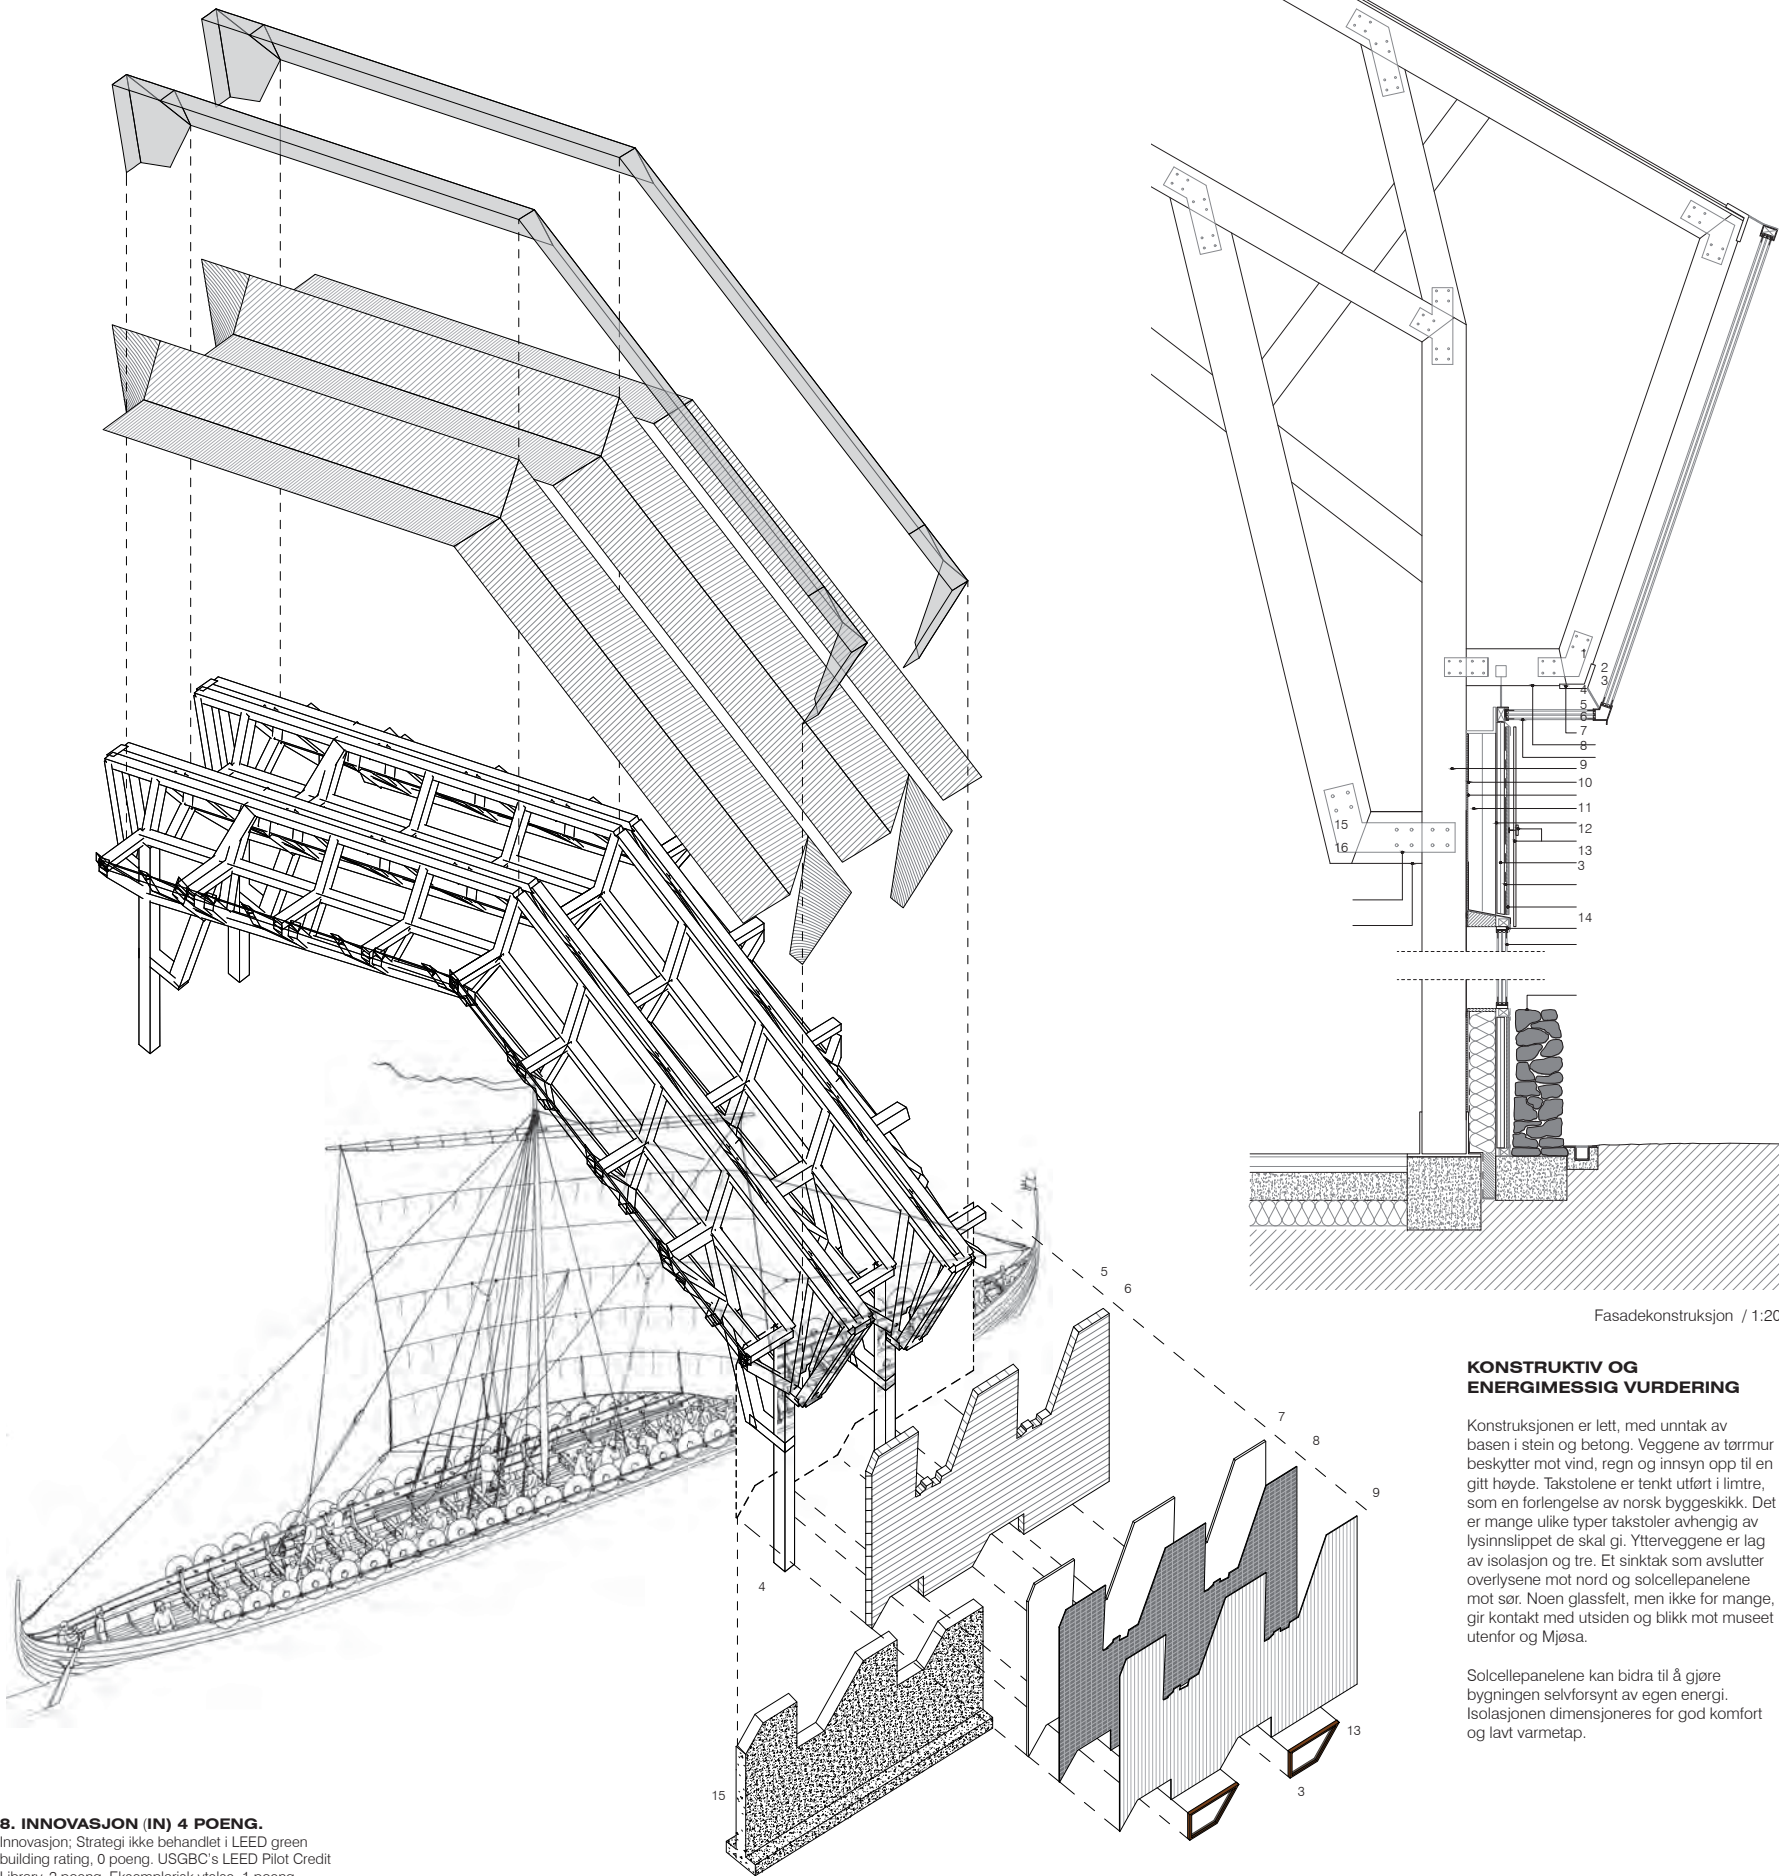 1
2
3
4
5
6
7
8
9
10
11
12
13
3
14
15
16
Fasadekonstruksjon / 1:20
5
6
7
8
9
4
13
3
15
KONSTRUKTIV OG
ENERGIMESSIG VURDERING
Konstruksjonen er lett, med unntak av
basen i stein og betong. Veggene av tørrmur
beskytter mot vind, regn og innsyn opp til en
gitt høyde. Takstolene er tenkt utført i limtre,
som en forlengelse av norsk byggeskikk. Det
er mange ulike typer takstoler avhengig av
lysinnslippet de skal gi. Ytterveggene er lag
av isolasjon og tre. Et sinktak som avslutter
overlysene mot nord og solcellepanelene
mot sør. Noen glassfelt, men ikke for mange,
gir kontakt med utsiden og blikk mot museet
utenfor og Mjøsa.
Solcellepanelene kan bidra til å gjøre
bygningen selvforsynt av egen energi.
Isolasjonen dimensjoneres for god komfort
og lavt varmetap.
8. INNOVASJON (IN) 4 POENG.
Innovasjon; Strategi ikke behandlet i LEED green
building rating, 0 poeng. USGBC's LEED Pilot Credit